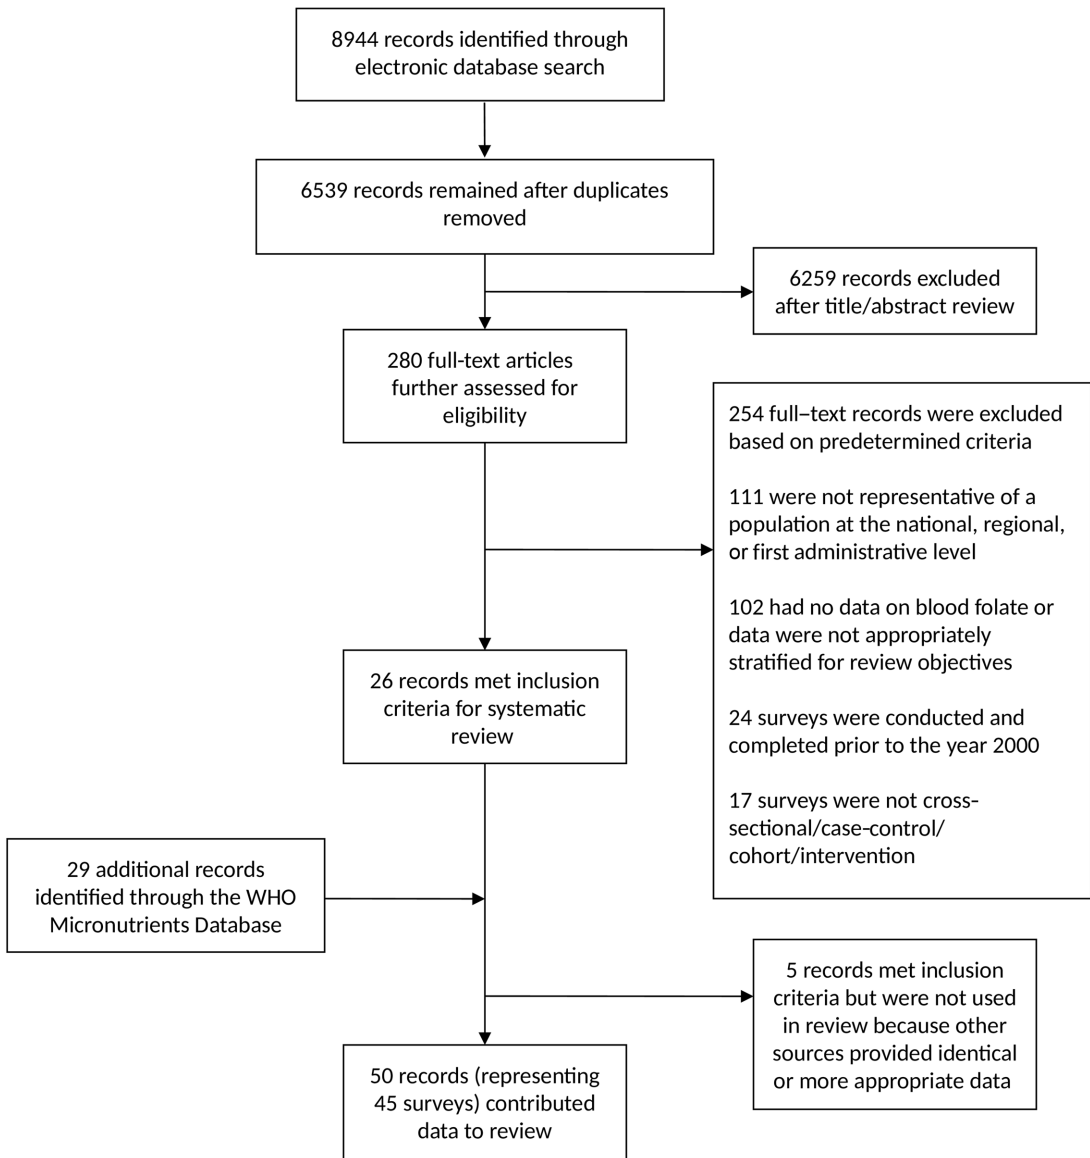 8944 records identified through
electronic database search
6539 records remained after duplicates
removed
6259 records excluded
after title/abstract review
280 full-text articles
further assessed for
eligibility
254 full–text records were excluded
based on predetermined criteria
111 were not representative of a
population at the national, regional,
or first administrative level
102 had no data on blood folate or
data were not appropriately
stratified for review objectives
24 surveys were conducted and
completed prior to the year 2000
17 surveys were not cross-
sectional/case-control/
cohort/intervention
26 records met inclusion
criteria for systematic
review
29 additional records
identified through the WHO
Micronutrients Database
5 records met inclusion
criteria but were not used
in review because other
sources provided identical
or more appropriate data
50 records (representing
45 surveys) contributed
data to review